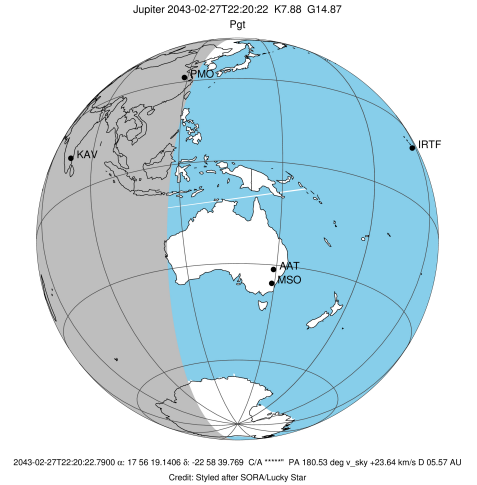 Jupiter 2043-02-27T22:20:22 K7.88 G14.87
Pgt
PMO
KAV
IRTF
AAT
MSO
2043-02-27T22:20:22.7900 α: 17 56 19.1406 δ: -22 58 39.769 C/A *****" PA 180.53 deg v_sky +23.64 km/s D 05.57 AU
Credit: Styled after SORA/Lucky Star